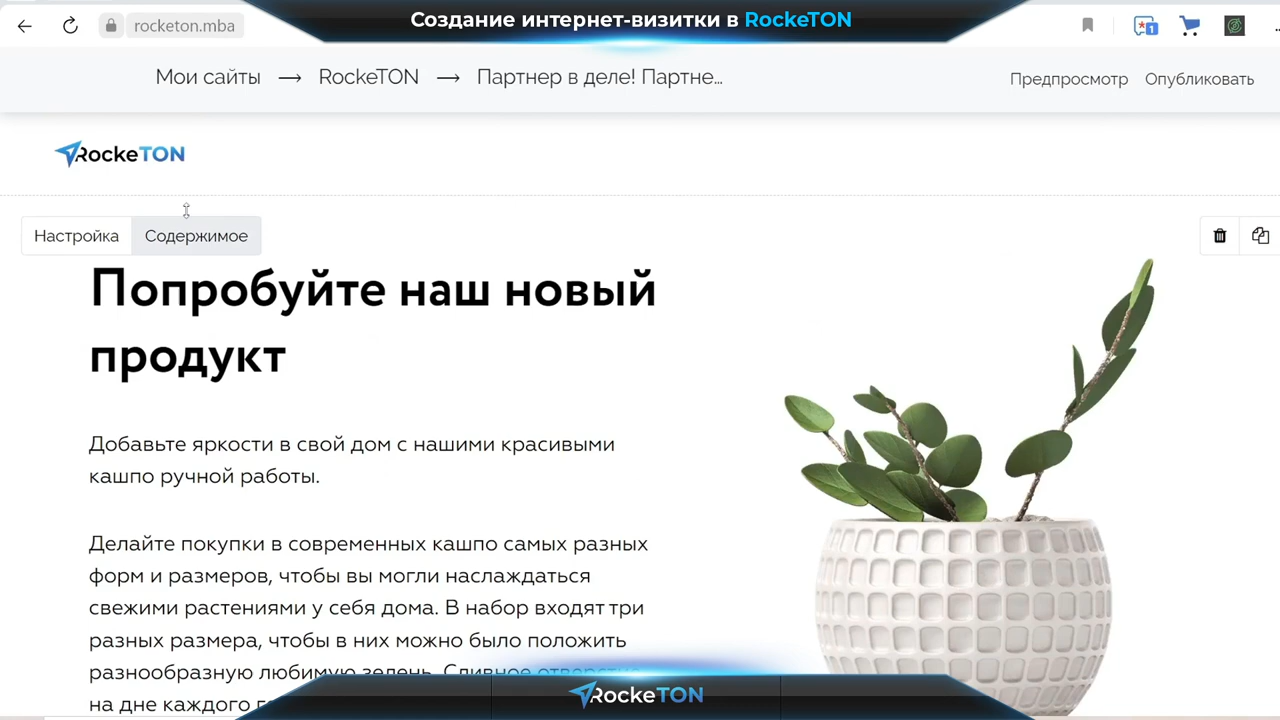 Создание интернет-визитки в RockeTON
rocketon.mba
1
Мои сайты → RockeTON → Партнер в деле! Партне...
Предпросмотр Опубликовать
RockeTON
Настройка Содержимое
Попробуйте наш новый
продукт
Добавьте яркости в свой дом с нашими красивыми
кашпо ручной работы.
Делайте покупки в современных кашпо самых разных
форм и размеров, чтобы вы могли наслаждаться
свежими растениями у себя дома. В набор входят три
разных размера, чтобы в них можно было положить
разнообразную любимую зелень. Сливное отверстие
на дне каждого
RockeTON